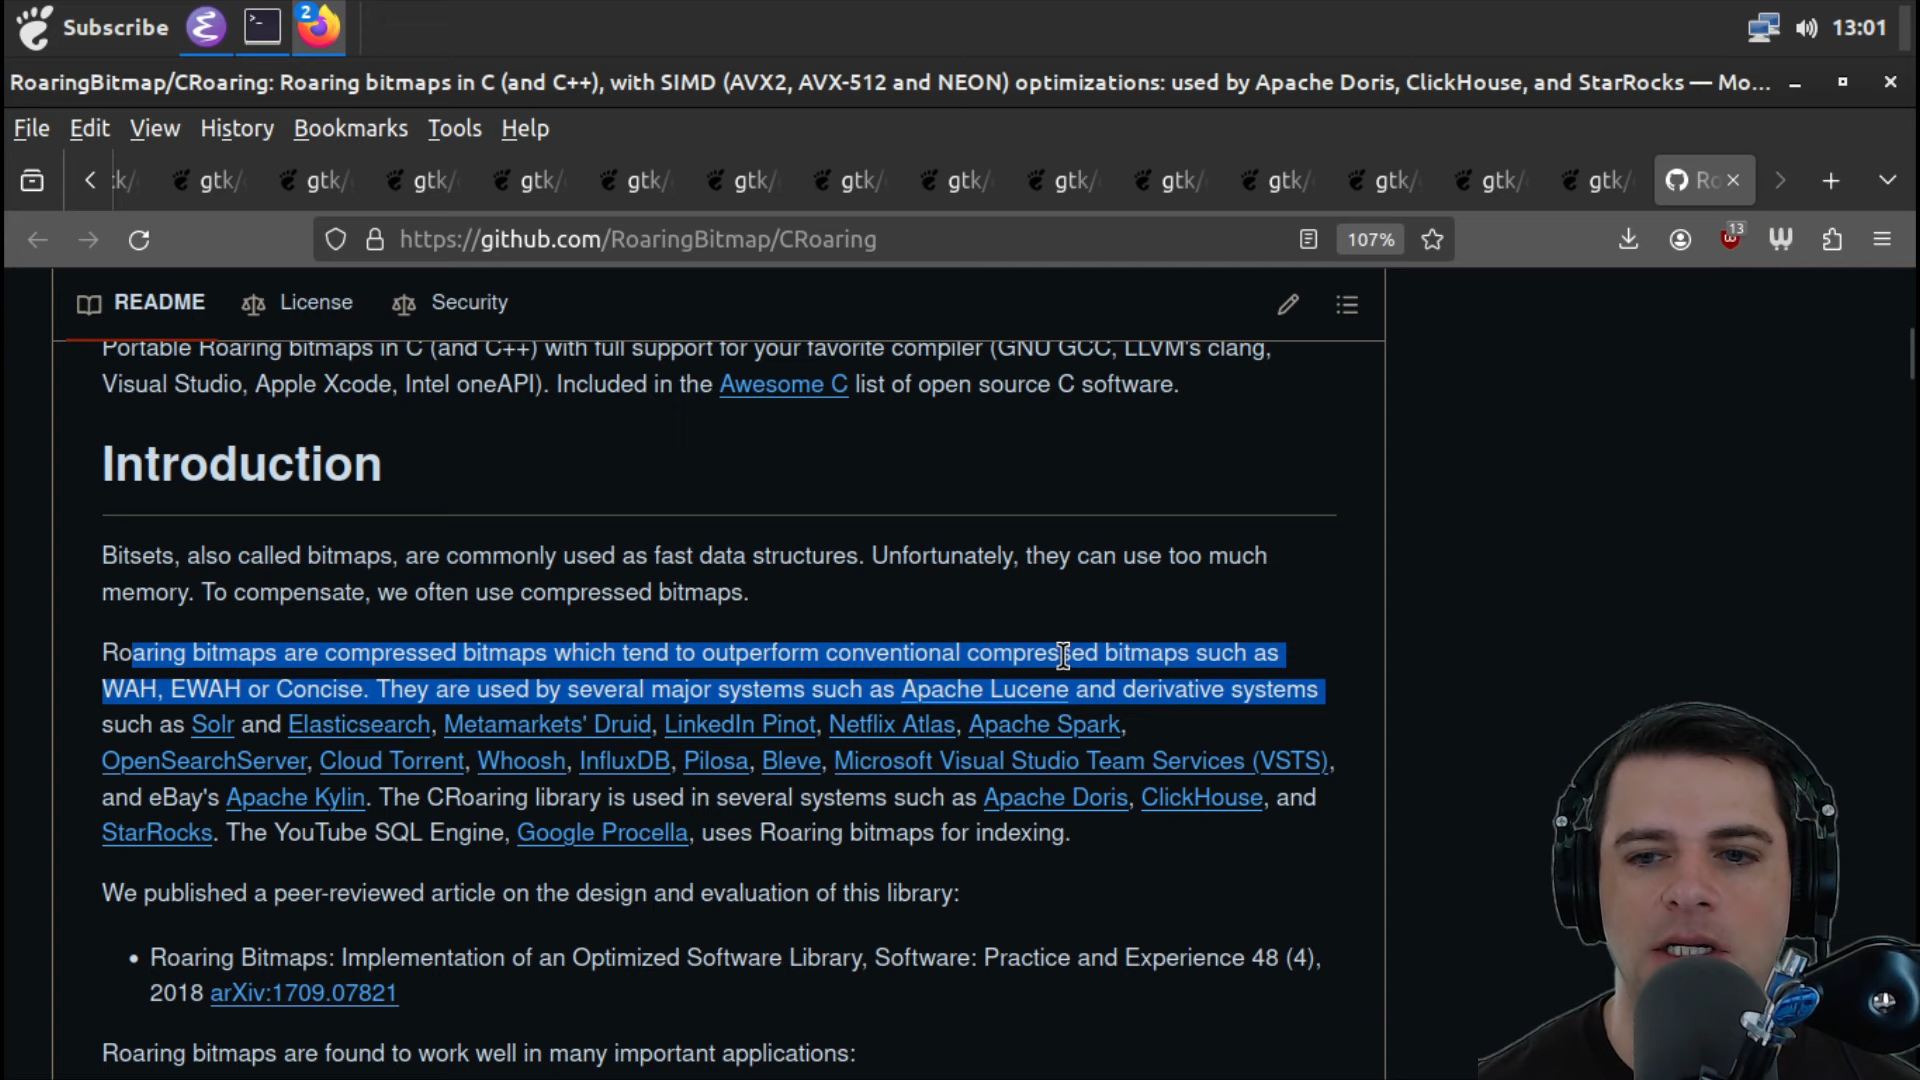 Subscribe
2
13:01
RoaringBitmap/CRoaring: Roaring bitmaps in C (and C++), with SIMD (AVX2, AVX-512 and NEON) optimizations: used by Apache Doris, ClickHouse, and StarRocks — Mo...
File Edit View History Bookmarks Tools Help
gtk/ gtk/ gtk/ gtk/ gtk/ gtk/ gtk/ gtk/ gtk/ gtk/ gtk/ gtk/ gtk/ gtk/ Ro
https://github.com/RoaringBitmap/CRoaring 107% 13
README License Security
Portable Roaring bitmaps in C (and C++) with full support for your favorite compiler (GNU GCC, LLVM's clang,
Visual Studio, Apple Xcode, Intel oneAPI). Included in the Awesome C list of open source C software.
Introduction
Bitsets, also called bitmaps, are commonly used as fast data structures. Unfortunately, they can use too much
memory. To compensate, we often use compressed bitmaps.
Roaring bitmaps are compressed bitmaps which tend to outperform conventional compressed bitmaps such as
WAH, EWAH or Concise. They are used by several major systems such as Apache Lucene and derivative systems
such as Solr and Elasticsearch, Metamarkets' Druid, LinkedIn Pinot, Netflix Atlas, Apache Spark,
OpenSearchServer, Cloud Torrent, Whoosh, InfluxDB, Pilosa, Bleve, Microsoft Visual Studio Team Services (VSTS),
and eBay's Apache Kylin. The CRoaring library is used in several systems such as Apache Doris, ClickHouse, and
StarRocks. The YouTube SQL Engine, Google Procella, uses Roaring bitmaps for indexing.
We published a peer-reviewed article on the design and evaluation of this library:
• Roaring Bitmaps: Implementation of an Optimized Software Library, Software: Practice and Experience 48 (4),
2018 arXiv:1709.07821
Roaring bitmaps are found to work well in many important applications: